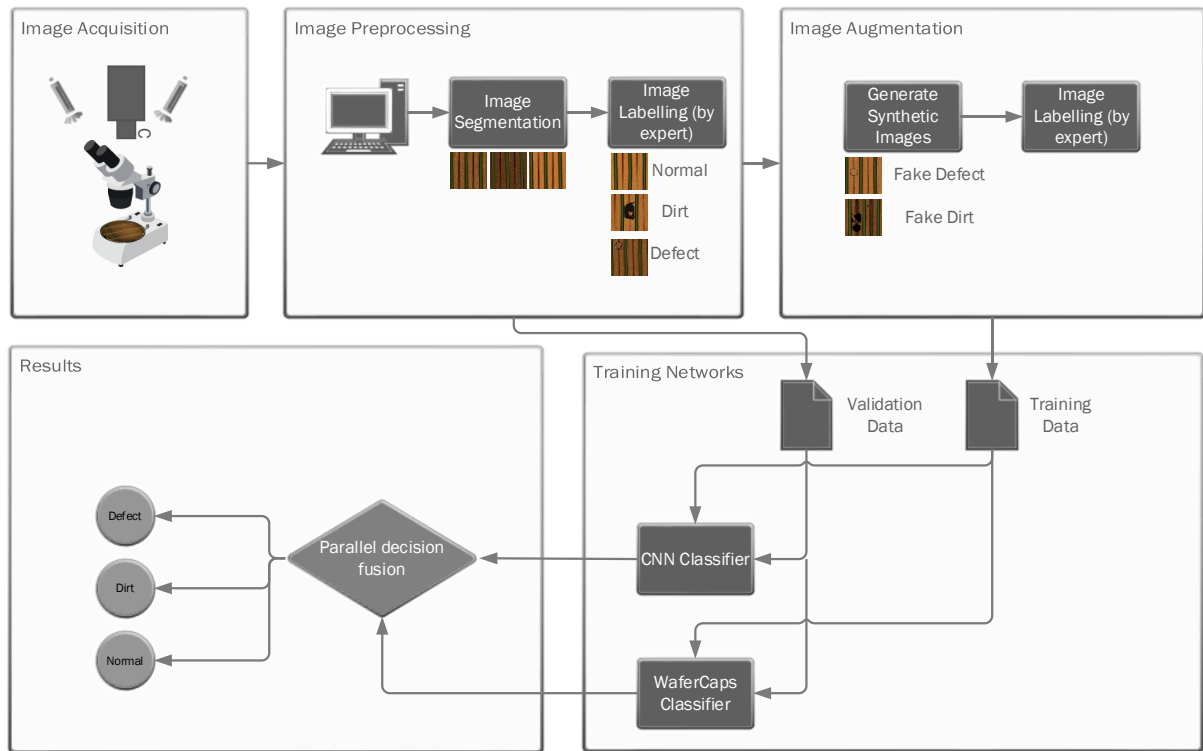 Image Acquisition
Image Preprocessing
Image
Segmentation
Image
Labelling (by
expert)
Normal
Dirt
Defect
Image Augmentation
Generate
Synthetic
Images
Image
Labelling (by
expert)
Fake Defect
Fake Dirt
Results
Defect
Dirt
Normal
Parallel decision
fusion
Training Networks
Validation
Data
Training
Data
CNN Classifier
WaferCaps
Classifier